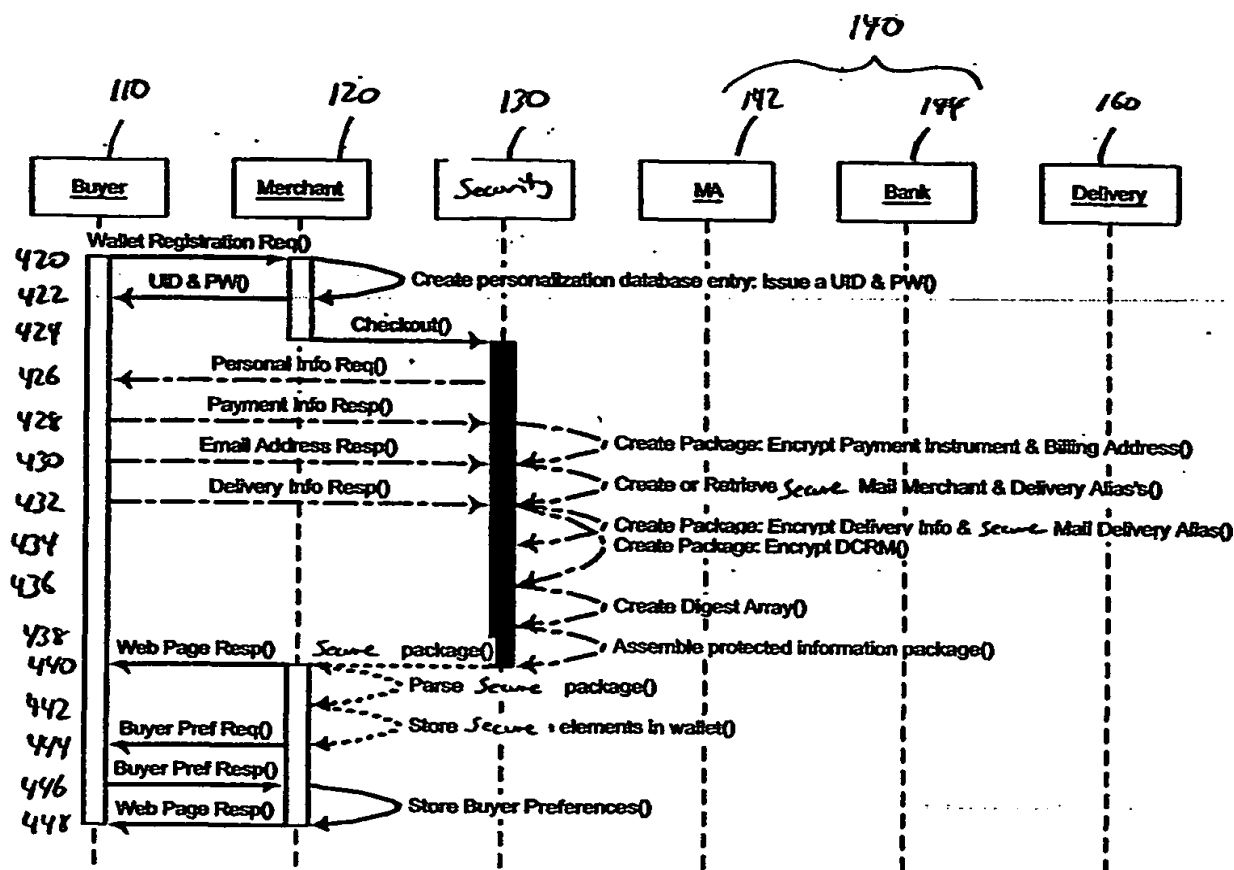 140
110 120 130 142 144 160
Buyer Merchant Security MA Bank Delivery
Wallet Registration Req()
420
UID & PW() Create personalization database entry: Issue a UID & PW()
422
424 Checkout()
Personal Info Req()
426
Payment Info Resp()
428
Create Package: Encrypt Payment Instrument & Billing Address()
Email Address Resp()
430
Create or Retrieve Secure Mail Merchant & Delivery Alias's()
Delivery Info Resp()
432
Create Package: Encrypt Delivery Info & Secure Mail Delivery Alias()
434 Create Package: Encrypt DCRM()
436
Create Digest Array()
438
Web Page Resp() Secure package() Assemble protected information package()
440
Parse Secure package()
442
Buyer Pref Req() Store Secure elements in wallet()
444
Buyer Pref Resp()
446
Web Page Resp() Store Buyer Preferences()
448